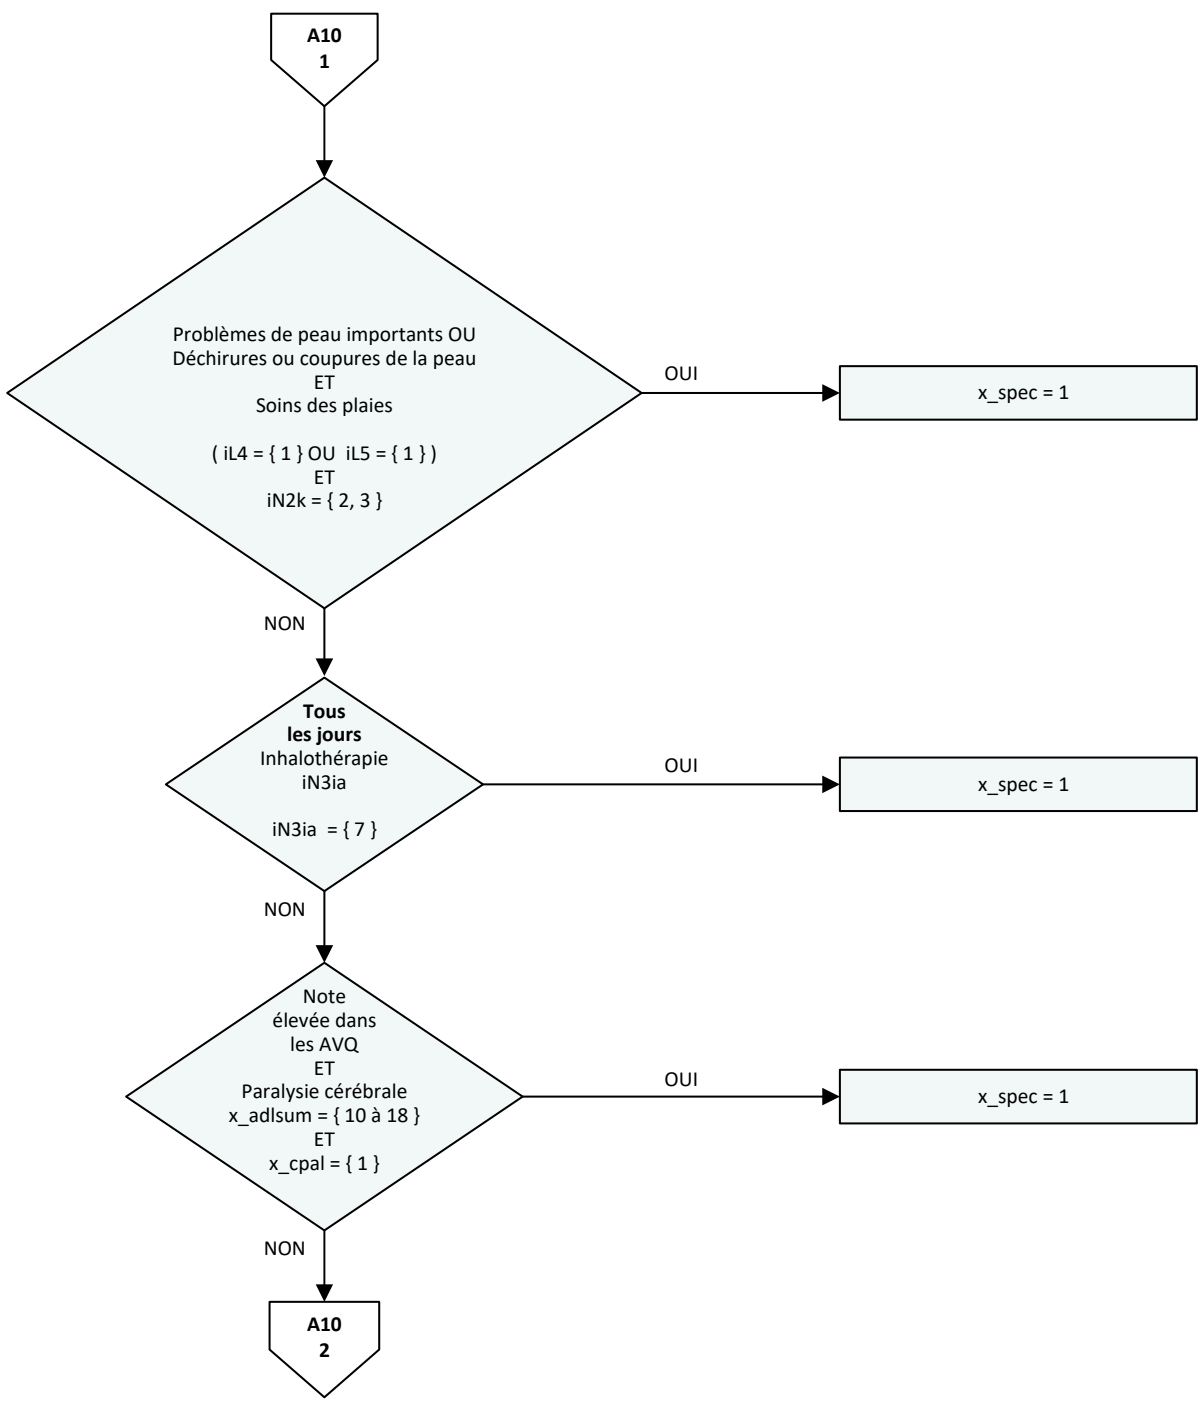 A10
1
Problèmes de peau importants OU
Déchirures ou coupures de la peau
ET
Soins des plaies
( iL4 = { 1 } OU  iL5 = { 1 } )
ET
iN2k = { 2, 3 }
OUI
x_spec = 1
NON
Tous
les jours
Inhalothérapie
iN3ia
iN3ia  = { 7 }
OUI
x_spec = 1
NON
Note
élevée dans
les AVQ
ET
Paralysie cérébrale
x_adlsum = { 10 à 18 }
ET
x_cpal = { 1 }
OUI
x_spec = 1
NON
A10
2